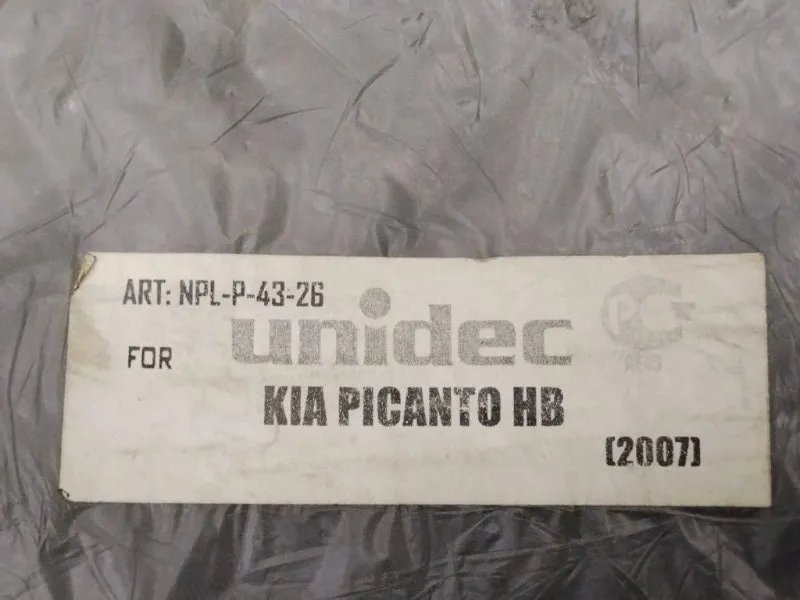 ART: NPL-P-43-26
unidec
FOR
KIA PICANTO HB
(2007)